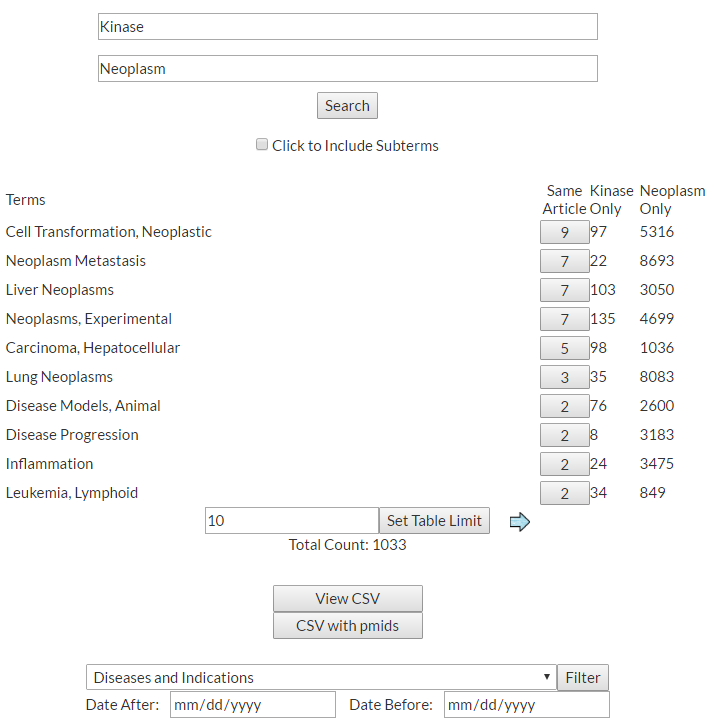 Kinase
Neoplasm
Search
Click to Include Subterms
Terms Same Article Kinase Only Neoplasm Only
Cell Transformation, Neoplastic 9 97 5316
Neoplasm Metastasis 7 22 8693
Liver Neoplasms 7 103 3050
Neoplasms, Experimental 7 135 4699
Carcinoma, Hepatocellular 5 98 1036
Lung Neoplasms 3 35 8083
Disease Models, Animal 2 76 2600
Disease Progression 2 8 3183
Inflammation 2 24 3475
Leukemia, Lymphoid 2 34 849
10 Set Table Limit
Total Count: 1033
View CSV
CSV with pmids
Diseases and Indications Filter
Date After: mm/dd/yyyy Date Before: mm/dd/yyyy